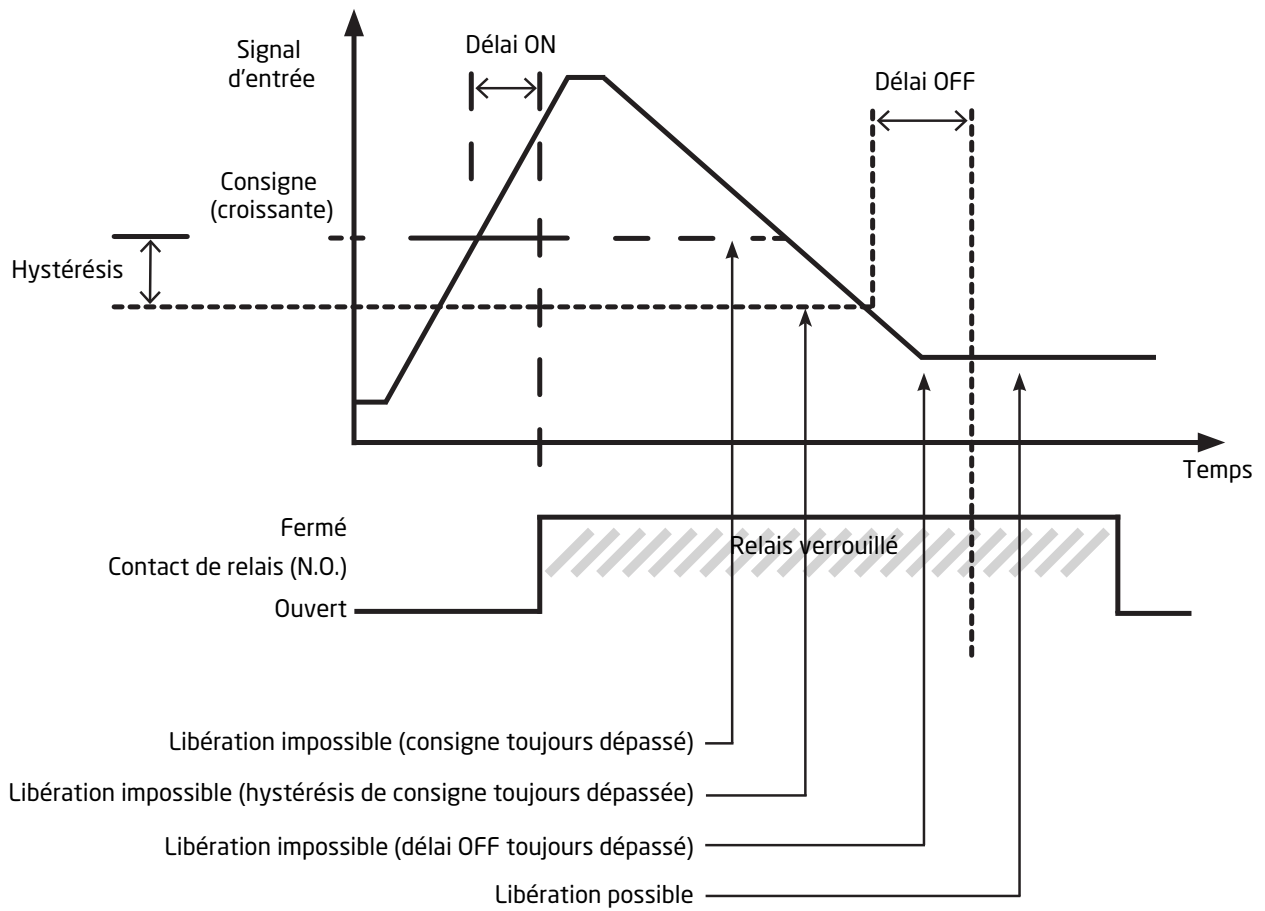 Signal
d'entrée
Délai ON
Délai OFF
Consigne
(croissante)
Hystérésis
Temps
Fermé
Relais verrouillé
Contact de relais (N.O.)
Ouvert
Libération impossible (consigne toujours dépassé)
Libération impossible (hystérésis de consigne toujours dépassée)
Libération impossible (délai OFF toujours dépassé)
Libération possible